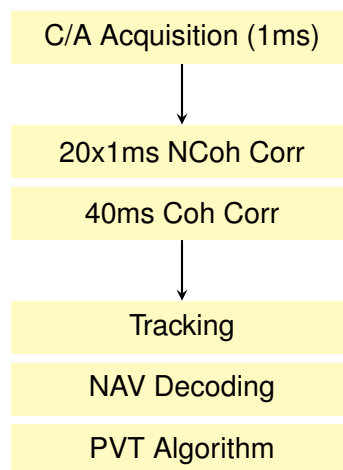 C/A Acquisition (1ms)
20x1ms NCoh Corr
40ms Coh Corr
Tracking
NAV Decoding
PVT Algorithm